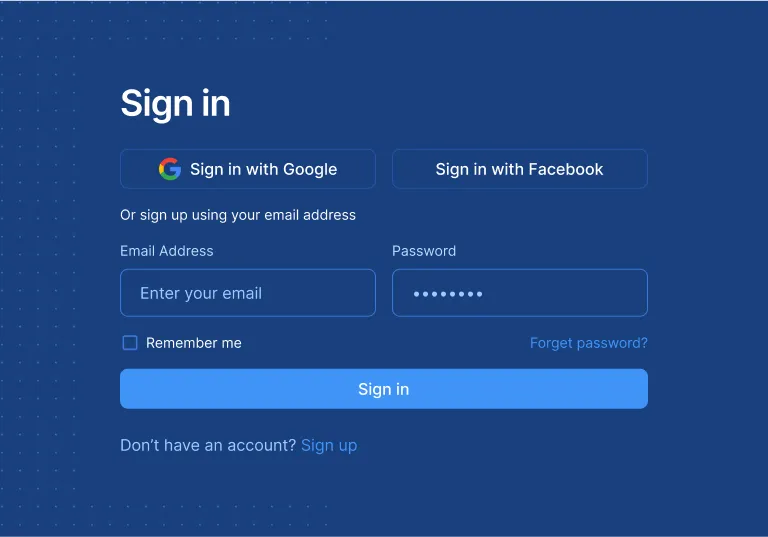 Sign in
Sign in with Google
Sign in with Facebook
Or sign up using your email address
Email Address
Password
Enter your email
••••••••
Remember me
Forget password?
Sign in
Don’t have an account? Sign up